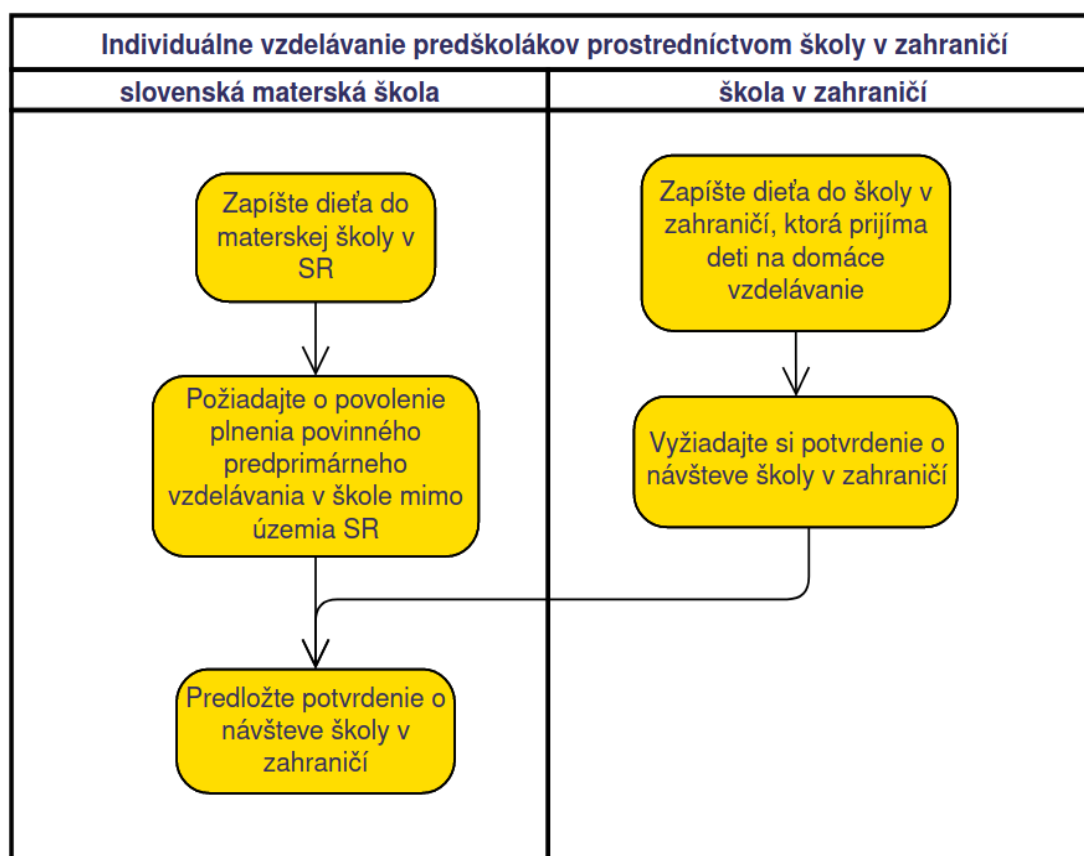 Individuálne vzdelávanie predškolákov prostredníctvom školy v zahraničí
slovenská materská škola
škola v zahraničí
Zapíšte dieťa do
materskej školy v
SR
Zapíšte dieťa do školy v
zahraničí, ktorá prijíma
deti na domáce
vzdelávanie
Požiadajte o povolenie
plnenia povinného
predprimárneho
vzdelávania v škole mimo
územia SR
Vyžiadajte si potvrdenie o
návšteve školy v zahraničí
Predložte potvrdenie o
návšteve školy v
zahraničí